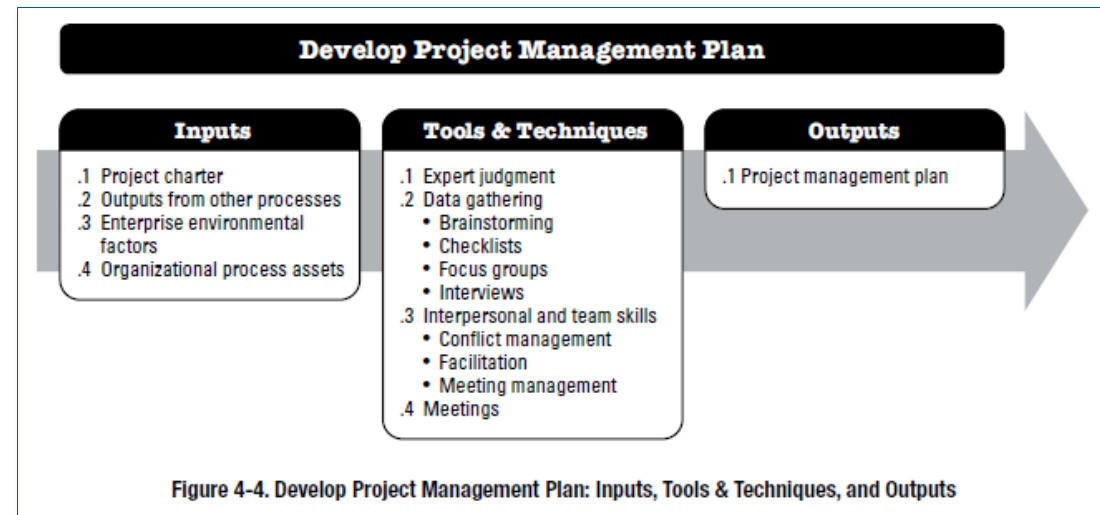 Develop Project Management Plan
Inputs
.1 Project charter
.2 Outputs from other processes
.3 Enterprise environmental
factors
.4 Organizational process assets
Tools & Techniques
.1 Expert judgment
.2 Data gathering
• Brainstorming
• Checklists
• Focus groups
• Interviews
.3 Interpersonal and team skills
• Conflict management
• Facilitation
• Meeting management
.4 Meetings
Outputs
.1 Project management plan
Figure 4-4. Develop Project Management Plan: Inputs, Tools & Techniques, and Outputs